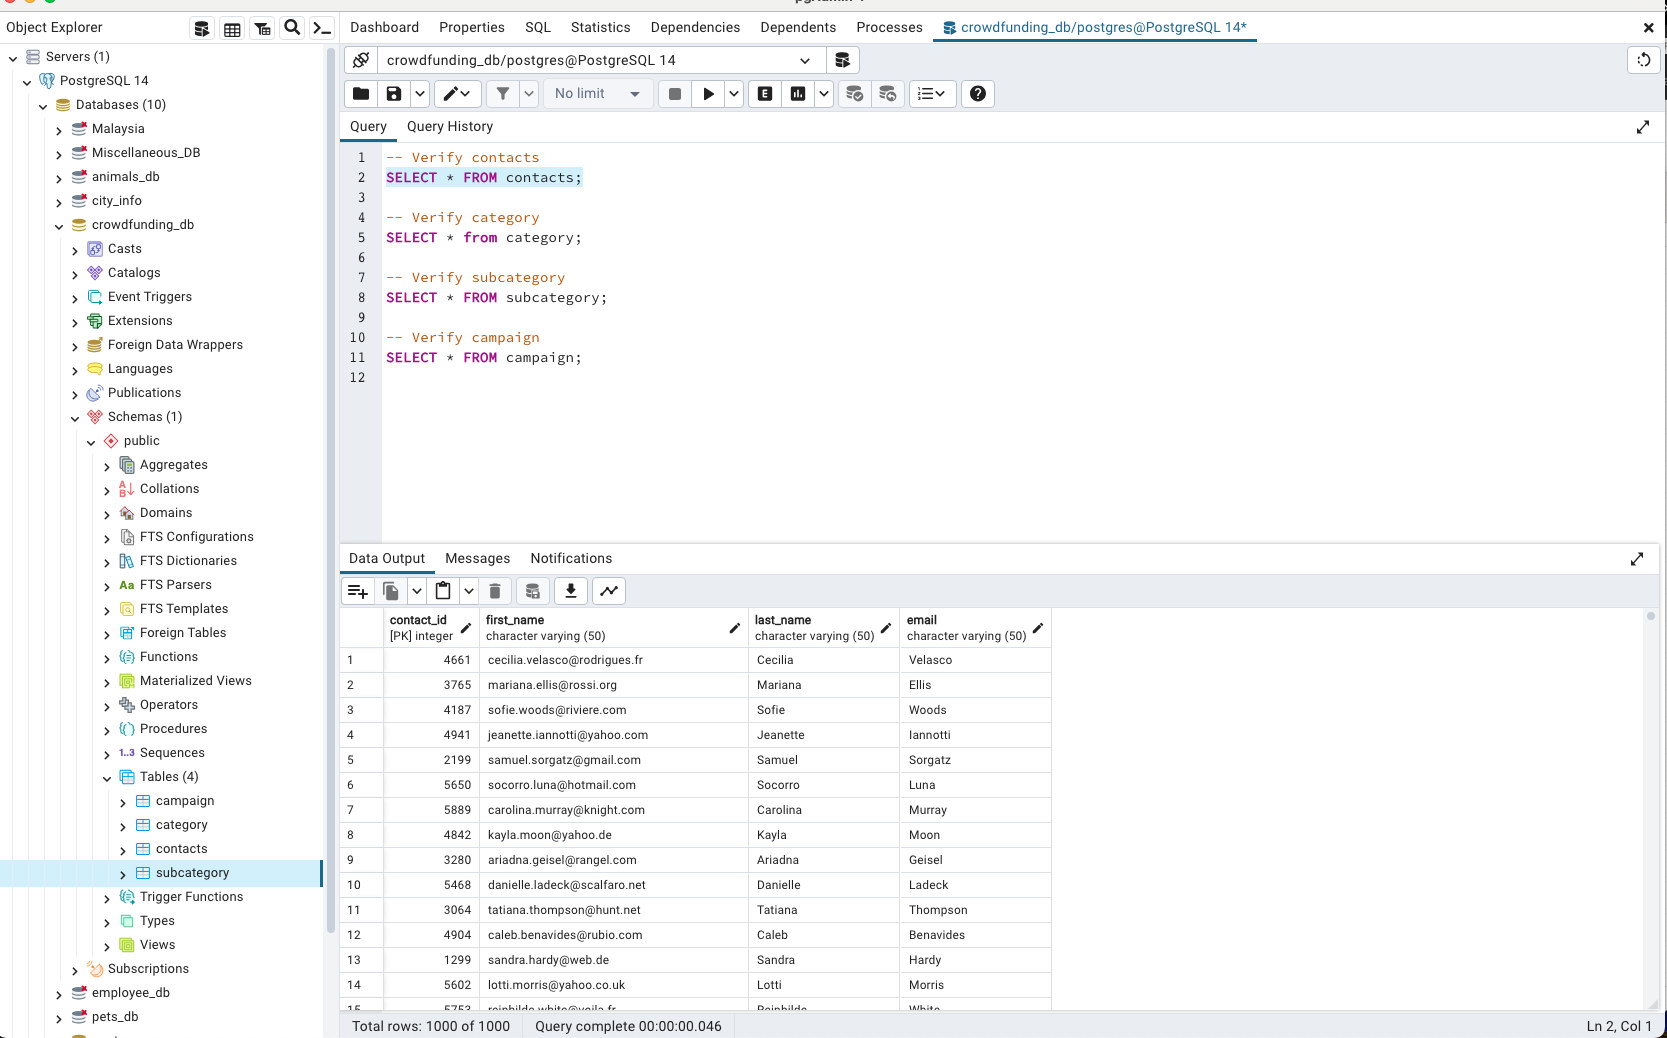 Object Explorer
Servers (1)
PostgreSQL 14
Databases (10)
Malaysia
Miscellaneous_DB
animals_db
city_info
crowdfunding_db
Casts
Catalogs
Event Triggers
Extensions
Foreign Data Wrappers
Languages
Publications
Schemas (1)
public
Aggregates
Collations
Domains
FTS Configurations
FTS Dictionaries
Aa FTS Parsers
FTS Templates
Foreign Tables
Functions
Materialized Views
Operators
Procedures
1..3 Sequences
Tables (4)
campaign
category
contacts
subcategory
Trigger Functions
Types
Views
Subscriptions
employee_db
pets_db
Dashboard Properties SQL Statistics Dependencies Dependents Processes crowdfunding_db/postgres@PostgreSQL 14*
crowdfunding_db/postgres@PostgreSQL 14
No limit
Query Query History
1 -- Verify contacts
2 SELECT * FROM contacts;
3
4 -- Verify category
5 SELECT * from category;
6
7 -- Verify subcategory
8 SELECT * FROM subcategory;
9
10 -- Verify campaign
11 SELECT * FROM campaign;
12
Data Output Messages Notifications
contact_id first_name last_name email
[PK] integer character varying (50) character varying (50) character varying (50)
1 4661 cecilia.velasco@rodrigues.fr Cecilia Velasco
2 3765 mariana.ellis@rossi.org Mariana Ellis
3 4187 sofie.woods@riviere.com Sofie Woods
4 4941 jeanette.iannotti@yahoo.com Jeanette Iannotti
5 2199 samuel.sorgatz@gmail.com Samuel Sorgatz
6 5650 socorro.luna@hotmail.com Socorro Luna
7 5889 carolina.murray@knight.com Carolina Murray
8 4842 kayla.moon@yahoo.de Kayla Moon
9 3280 ariadna.geisel@rangel.com Ariadna Geisel
10 5468 danielle.ladeck@scalfaro.net Danielle Ladeck
11 3064 tatiana.thompson@hunt.net Tatiana Thompson
12 4904 caleb.benavides@rubio.com Caleb Benavides
13 1299 sandra.hardy@web.de Sandra Hardy
14 5602 lotti.morris@yahoo.co.uk Lotti Morris
15 5753 reinhilde.white@voila.fr Reinhilde White
Total rows: 1000 of 1000 Query complete 00:00:00.046 Ln 2, Col 1